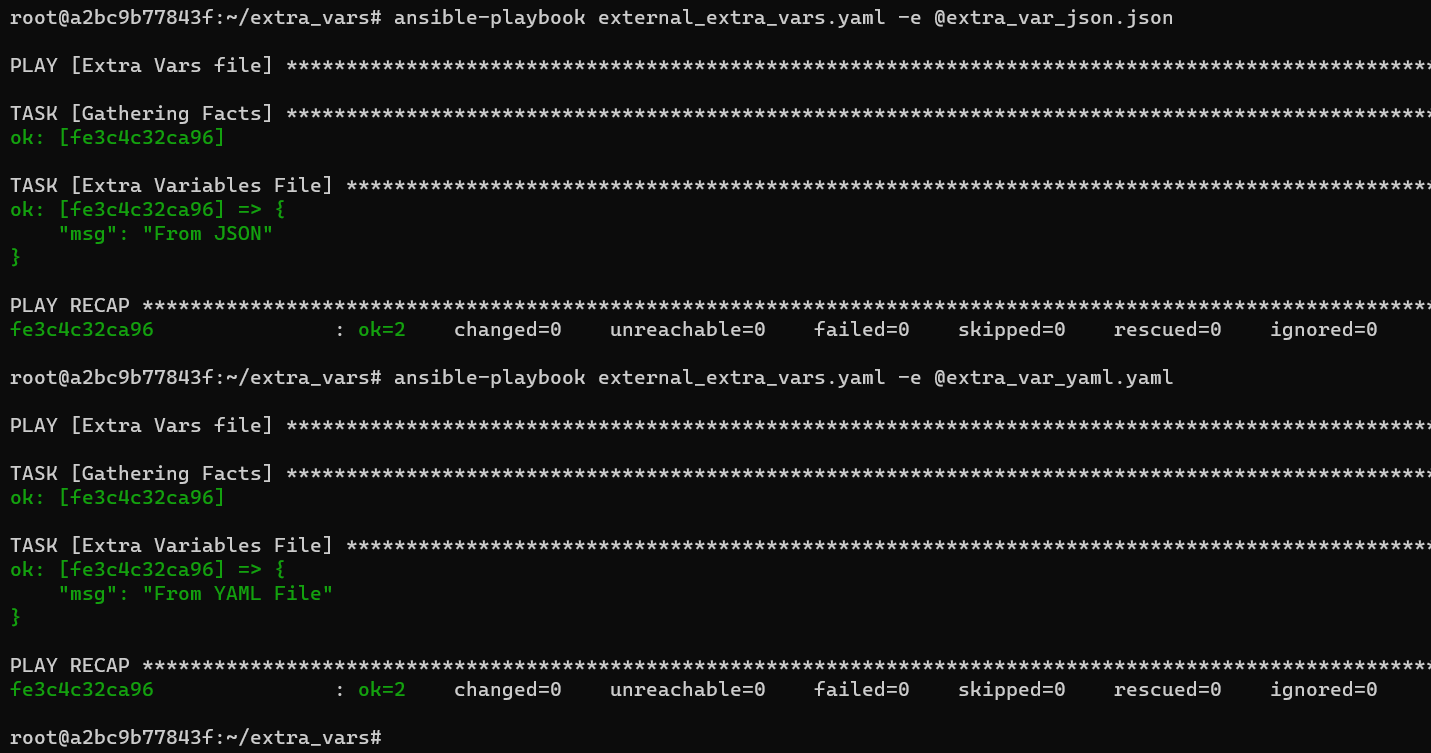 root@a2bc9b77843f:~/extra_vars# ansible-playbook external_extra_vars.yaml -e @extra_var_json.json
PLAY [Extra Vars file] ************************************************************************************************
TASK [Gathering Facts] ************************************************************************************************
ok: [fe3c4c32ca96]
TASK [Extra Variables File] *******************************************************************************************
ok: [fe3c4c32ca96] => {
    "msg": "From JSON"
}
PLAY RECAP ************************************************************************************************************
fe3c4c32ca96               : ok=2    changed=0    unreachable=0    failed=0    skipped=0    rescued=0    ignored=0
root@a2bc9b77843f:~/extra_vars# ansible-playbook external_extra_vars.yaml -e @extra_var_yaml.yaml
PLAY [Extra Vars file] ************************************************************************************************
TASK [Gathering Facts] ************************************************************************************************
ok: [fe3c4c32ca96]
TASK [Extra Variables File] *******************************************************************************************
ok: [fe3c4c32ca96] => {
    "msg": "From YAML File"
}
PLAY RECAP ************************************************************************************************************
fe3c4c32ca96               : ok=2    changed=0    unreachable=0    failed=0    skipped=0    rescued=0    ignored=0
root@a2bc9b77843f:~/extra_vars#